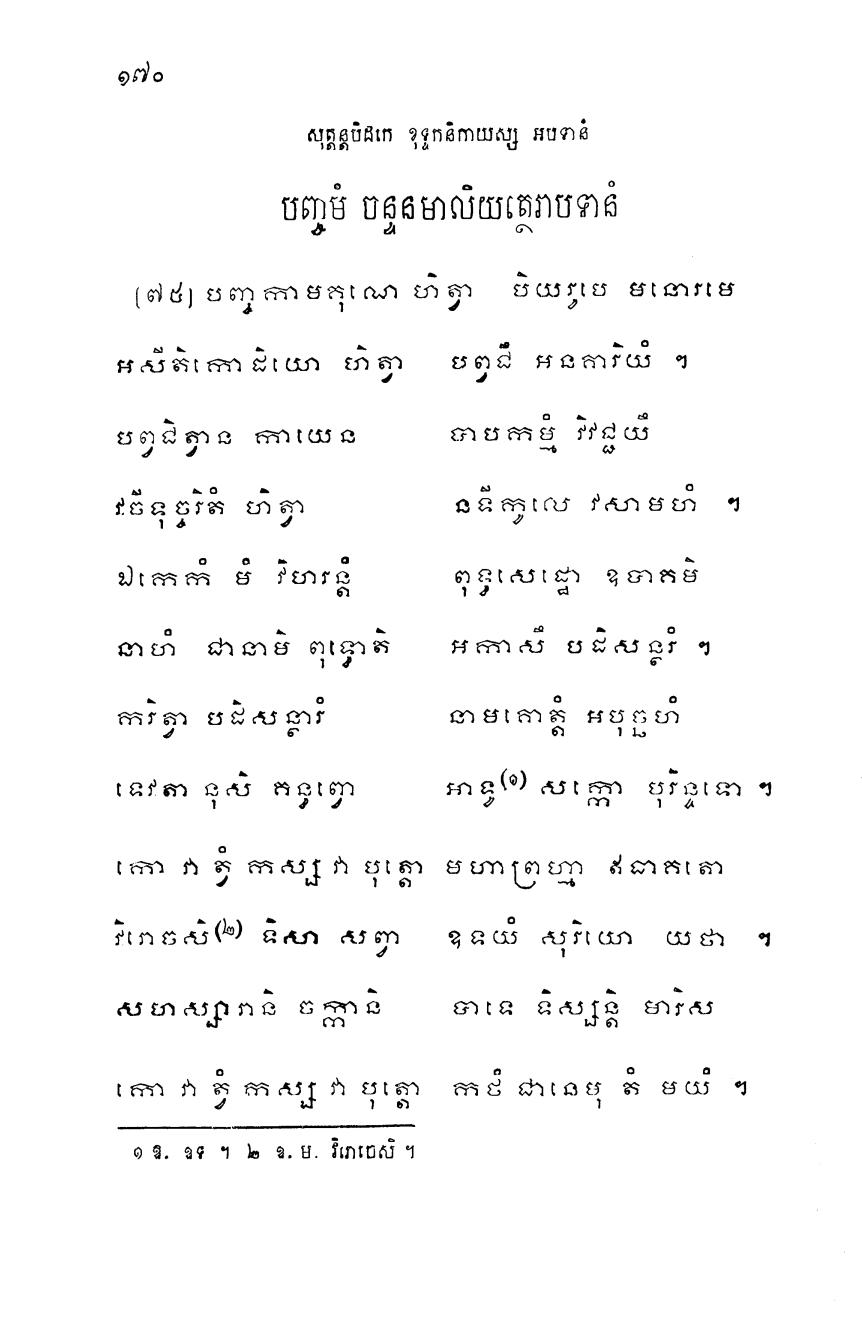 ១៧០
សុត្តន្តបិដកេ ខុទ្ទកនិកាយស្ស អបទានំ
បញ្ចមំ ចន្ទនមាលិយត្ថេរាបទានំ
[៧៥] បញ្ចកាមគុណេ ហិត្វា បិយរូបេ មនោរមេ
អសីតិកោដិយោ ហិត្វា បព្វជឹ អនគារិយំ ។
បព្វជិត្វាន កាយេន បាបកម្មំ វិវជ្ជយឹ
វចីទុច្ចរិតំ ហិត្វា នទីកូលេ វសាមហំ ។
ឯកកំ មំ វិហរន្តំ ពុទ្ធសេដ្ឋោ ឧបាគមិ
នាហំ ជានាមិ ពុទ្ធោតិ អកាសឹ បដិសន្ថរំ ។
ករិត្វា បដិសន្ថារំ នាមគោត្តំ អបុច្ឆហំ
ទេវតា នុសិ គន្ធព្វោ អាទូ(១) សក្កោ បុរិន្ទទោ ។
កោ វា ត្វំ កស្ស វា បុត្តោ មហាព្រហ្មា ឥធាគតោ
វិរោចសិ(២) ទិសា សព្វា ឧទយំ សុរិយោ យថា ។
សហស្សារានិ ចក្កានិ បាទេ ទិស្សន្តិ មារិស
កោ វា ត្វំ កស្ស វា បុត្តោ កថំ ជានេមុ តំ មយំ ។
១ ឱ. ឧទ ។ ២ ឱ. ម. វិរោចេសិ ។